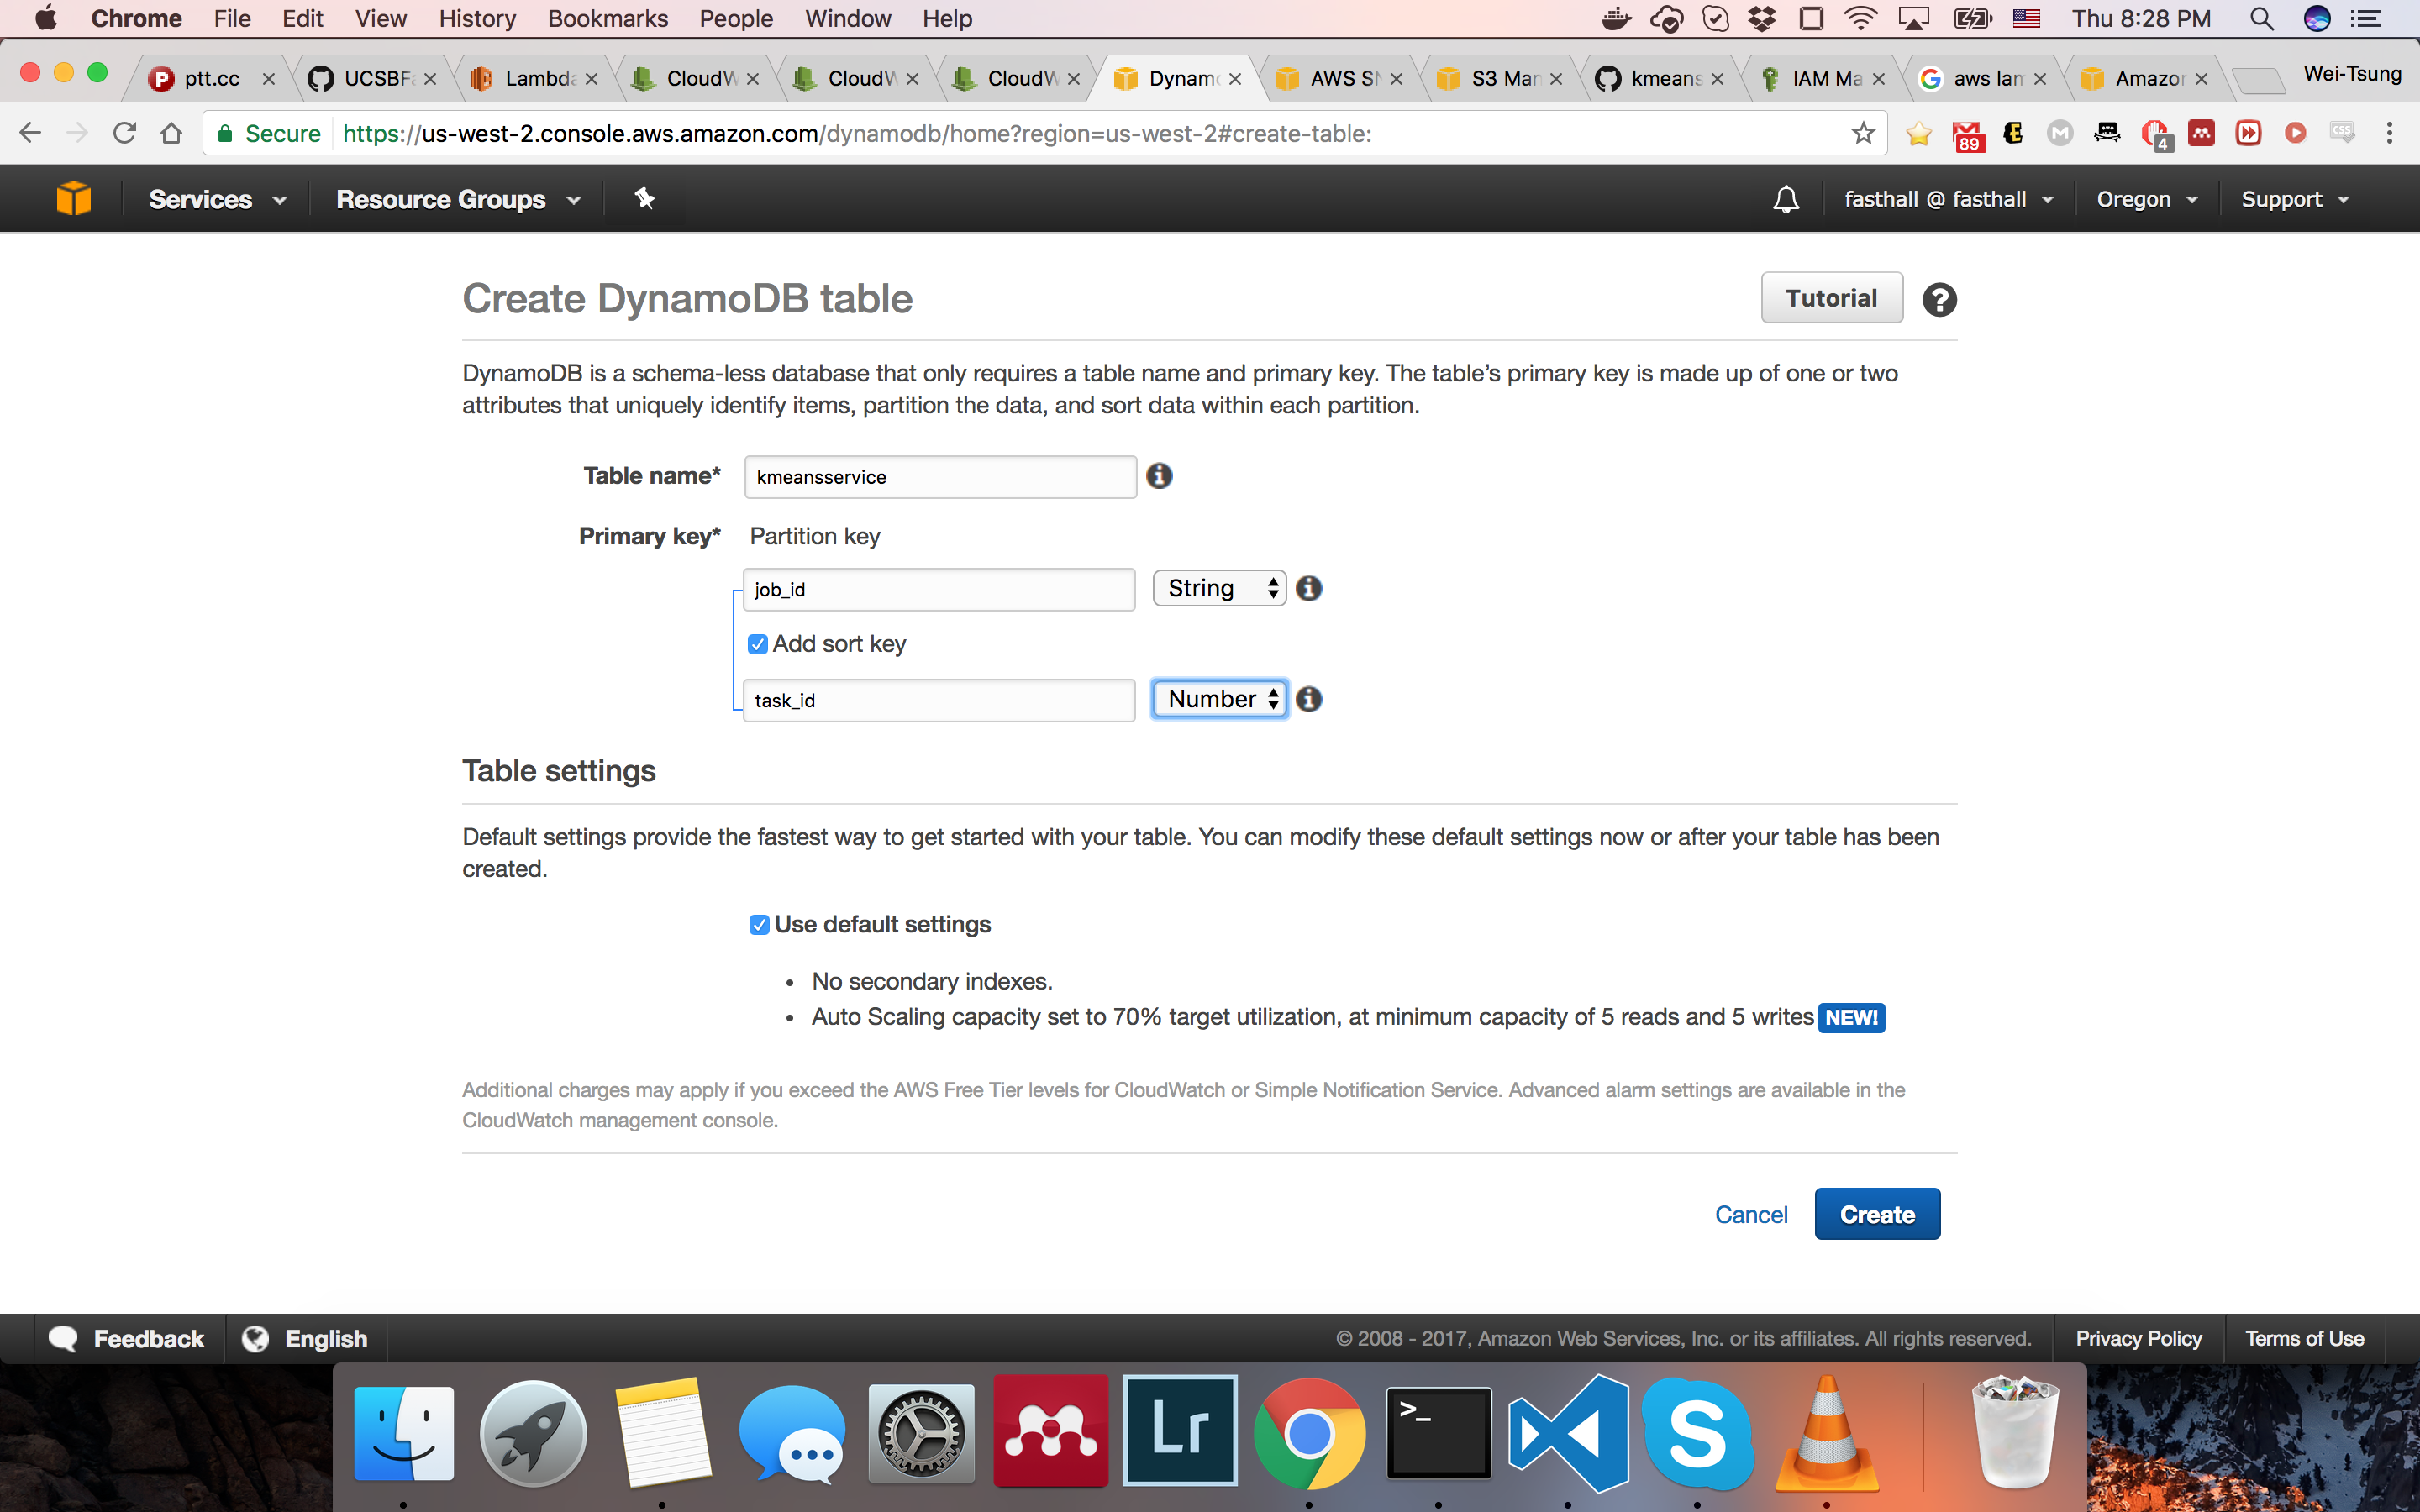 Chrome File Edit View History Bookmarks People Window Help Thu 8:28 PM
ptt.cc UCSBFa Lambda CloudW CloudW CloudW Dynamo AWS SN S3 Man kmeans IAM Ma aws lam Amazon Wei-Tsung
Secure https://us-west-2.console.aws.amazon.com/dynamodb/home?region=us-west-2#create-table: 89 4 CSS
Services Resource Groups fasthall @ fasthall Oregon Support
Create DynamoDB table Tutorial ?
DynamoDB is a schema-less database that only requires a table name and primary key. The table’s primary key is made up of one or two
attributes that uniquely identify items, partition the data, and sort data within each partition.
Table name* kmeansservice
Primary key* Partition key
job_id String
Add sort key
task_id Number
Table settings
Default settings provide the fastest way to get started with your table. You can modify these default settings now or after your table has been
created.
Use default settings
• No secondary indexes.
• Auto Scaling capacity set to 70% target utilization, at minimum capacity of 5 reads and 5 writes NEW!
Additional charges may apply if you exceed the AWS Free Tier levels for CloudWatch or Simple Notification Service. Advanced alarm settings are available in the
CloudWatch management console.
Cancel Create
Feedback English © 2008 - 2017, Amazon Web Services, Inc. or its affiliates. All rights reserved. Privacy Policy Terms of Use
Lr >_ S